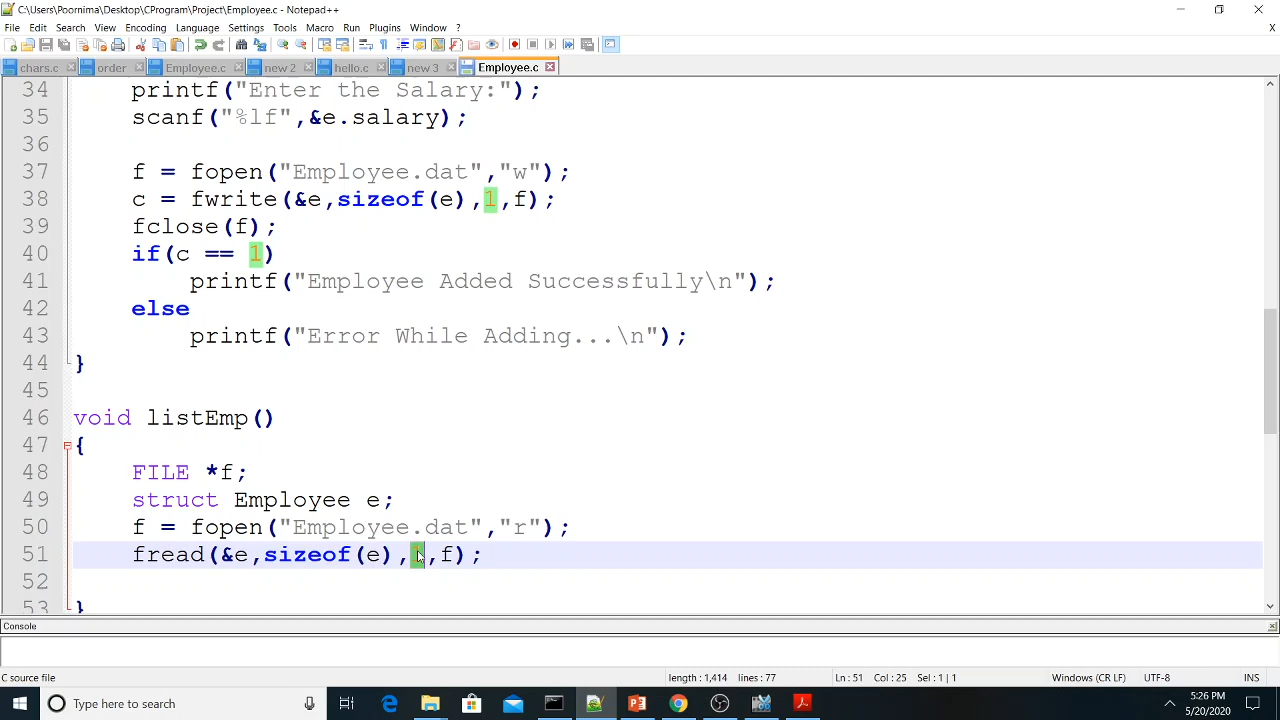 C:\Users\Poornima\Desktop\CProgram\Project\Employee.c - Notepad++
File Edit Search View Encoding Language Settings Tools Macro Run Plugins Window ?
X
chars.c order Employee.c new 2 hello.c new 3 Employee.c
34 printf("Enter the Salary:");
35 scanf("%lf",&e.salary);
36
37 f = fopen("Employee.dat","w");
38 c = fwrite(&e,sizeof(e),1,f);
39 fclose(f);
40 if(c == 1)
41 printf("Employee Added Successfully\n");
42 else
43 printf("Error While Adding...\n");
44 }
45
46 void listEmp()
47 {
48 FILE *f;
49 struct Employee e;
50 f = fopen("Employee.dat","r");
51 fread(&e,sizeof(e),1,f);
52
53 }
Console
C source file length : 1,414 lines : 77 Ln : 51 Col : 25 Sel : 1 | 1 Windows (CR LF) UTF-8 INS
Type here to search
5:26 PM
5/20/2020